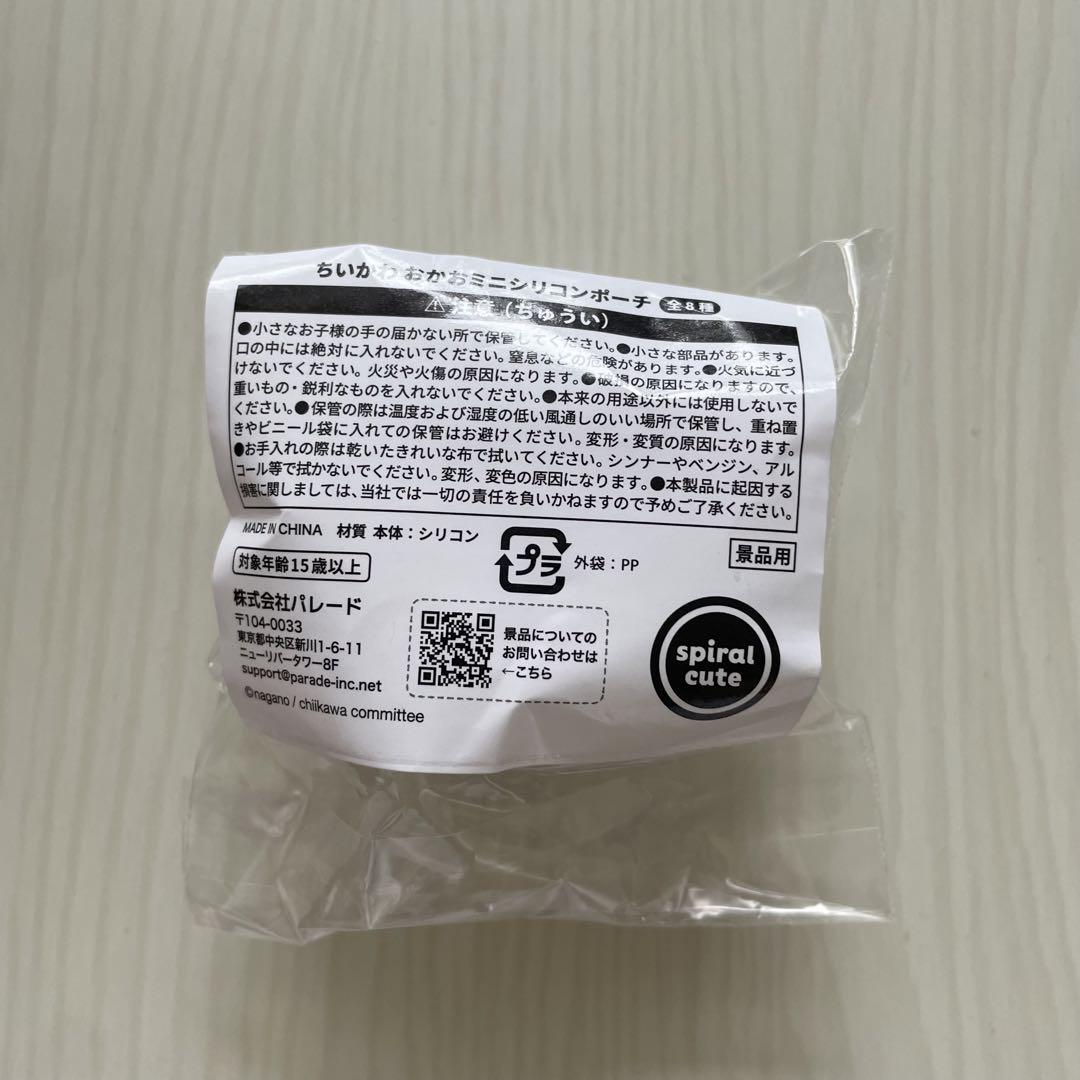 ちいかわ おかおミニシリコンポーチ 全8種
⚠注意(ちゅうい)
●小さなお子様の手の届かない所で保管してください。●小さな部品があります。
口の中には絶対に入れないでください。窒息などの危険があります。●火気に近づ
けないでください。火災や火傷の原因になります。●破損の原因になりますので、
重いもの・鋭利なものを入れないでください。●本来の用途以外には使用しないで
ください。●保管の際は温度および湿度の低い風通しのいい場所で保管し、重ね置
きやビニール袋に入れての保管はお避けください。変形・変質の原因になります。
●お手入れの際は乾いたきれいな布で拭いてください。シンナーやベンジン、アル
コール等で拭かないでください。変形、変色の原因になります。●本製品に起因する
損害に関しましては、当社では一切の責任を負いかねますので予めご了承ください。
MADE IN CHINA 材質 本体：シリコン
プラ
外袋：PP
景品用
対象年齢15歳以上
株式会社パレード
〒104-0033
東京都中央区新川1-6-11
ニューリバータワー8F
support@parade-inc.net
©nagano / chiikawa committee
景品についての
お問い合わせは
←こちら
spiral
cute